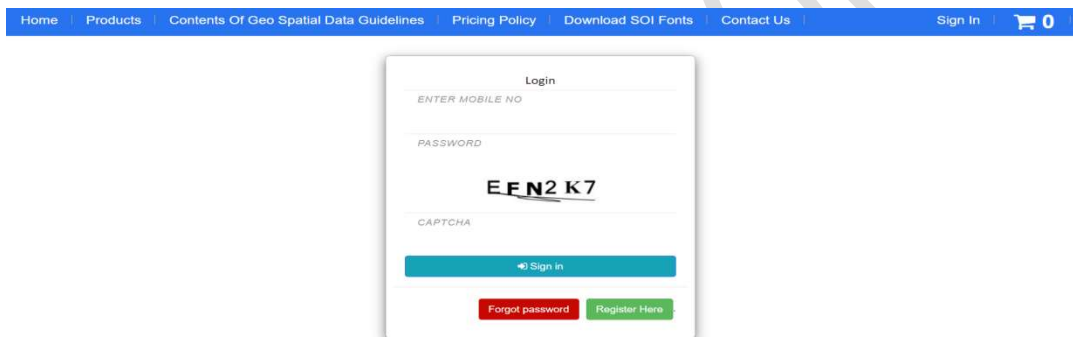 Home Products Contents Of Geo Spatial Data Guidelines Pricing Policy Download SOI Fonts Contact Us Sign In 0
Login
ENTER MOBILE NO
PASSWORD
EFN2K7
CAPTCHA
Sign in
Forgot password Register Here